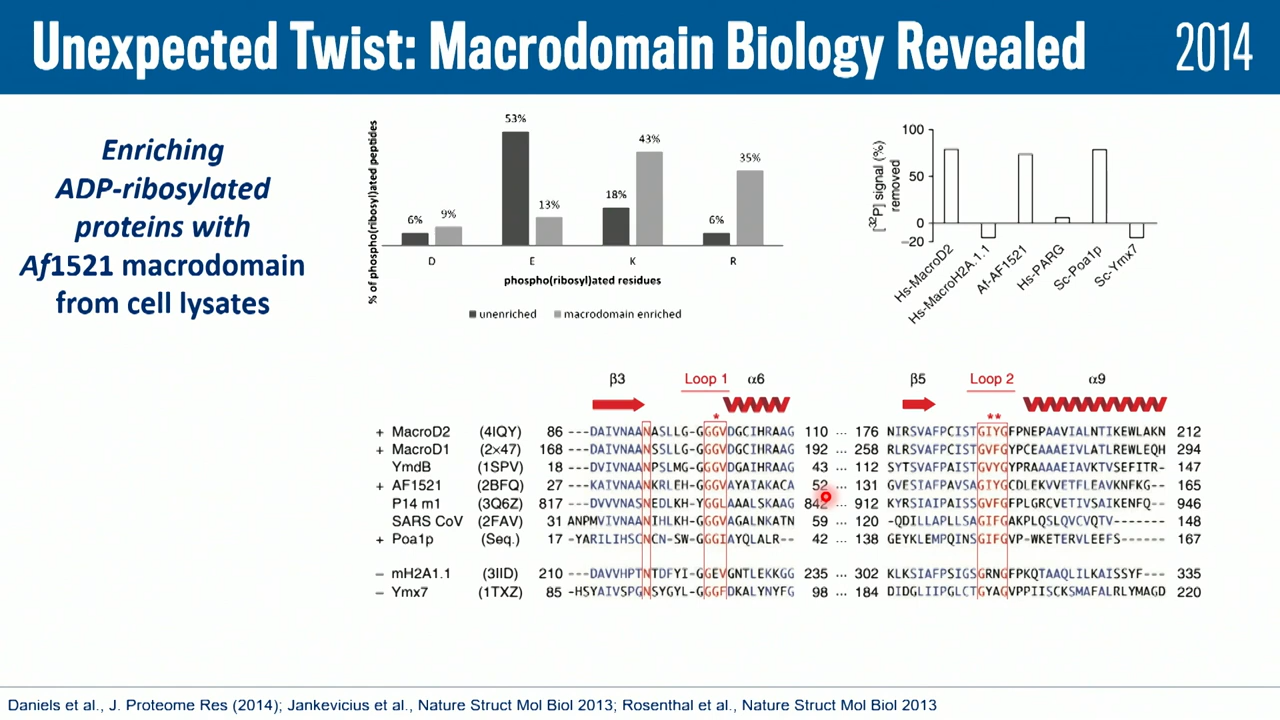 Unexpected Twist: Macrodomain Biology Revealed
2014
Enriching
ADP-ribosylated
proteins with
Af1521 macrodomain
from cell lysates
% of phospho(ribosyl)ated peptides
6%
9%
53%
13%
18%
43%
6%
35%
D
E
K
R
phospho(ribosyl)ated residues
unenriched
macrodomain enriched
[32P] signal (%)
removed
100
50
0
−20
Hs-MacroD2
Hs-MacroH2A.1.1
Af-AF1521
Hs-PARG
Sc-Poa1p
Sc-Ymx7
β3 Loop 1 α6 β5 Loop 2 α9
* **
+ MacroD2 (4IQY) 86 ---DAIVNAANASLLG-GGGVDGCIHRAAG 110 ... 176 NIRSVAFPCISTGIYGFPNEPAAVIALNTIKEWLAKN 212
+ MacroD1 (2×47) 168 ---DAIVNAANSSLLG-GGGVDGCIHRAAG 192 ... 258 RLRSVAFPCISTGVFGYPCEAAAEIVLATLREWLEQH 294
YmdB (1SPV) 18 ---DVIVNAANPSLMG-GGGVDGAIHRAAG 43 ... 112 SYTSVAFPAISTGVYGYPRAAAAEIAVKTVSEFITR- 147
+ AF1521 (2BFQ) 27 ---KAIVNAANKRLEH-GGGVAYAIAKACA 52 ... 131 GVESIAFPAVSAGIYGCDLEKVVETFLEAVKNFKG-- 165
P14 m1 (3Q6Z) 817 ---DVVVNASNEDLKH-YGGLAAALSKAAG 842 ... 912 KYRSIAIPAISSGVFGFPLGRCVETIVSAIKENFQ-- 946
SARS CoV (2FAV) 31 ANPMVIVNAANIHLKH-GGGVAGALNKATN 59 ... 120 -QDILLAPLLSAGIFGAKPLQSLQVCVQTV------- 148
+ Poa1p (Seq.) 17 -YARILIHSCNCN-SW-GGGIAYQLALR-- 42 ... 138 GEYKLEMPQINSGIFGVP-WKETERVLEEFS------ 167
− mH2A1.1 (3IID) 210 ---DAVVHPTNTDFYI-GGEVGNTLEKKGG 235 ... 302 KLKSIAFPSIGSGRNGFPKQTAAQLILKAISSYF--- 335
− Ymx7 (1TXZ) 85 -HSYAIVSPGNSYGYL-GGGFDKALYNYFG 98 ... 184 DIDGLIIPGLCTGYAGVPPIISCKSMAFALRLYMAGD 220
Daniels et al., J. Proteome Res (2014); Jankevicius et al., Nature Struct Mol Biol 2013; Rosenthal et al., Nature Struct Mol Biol 2013